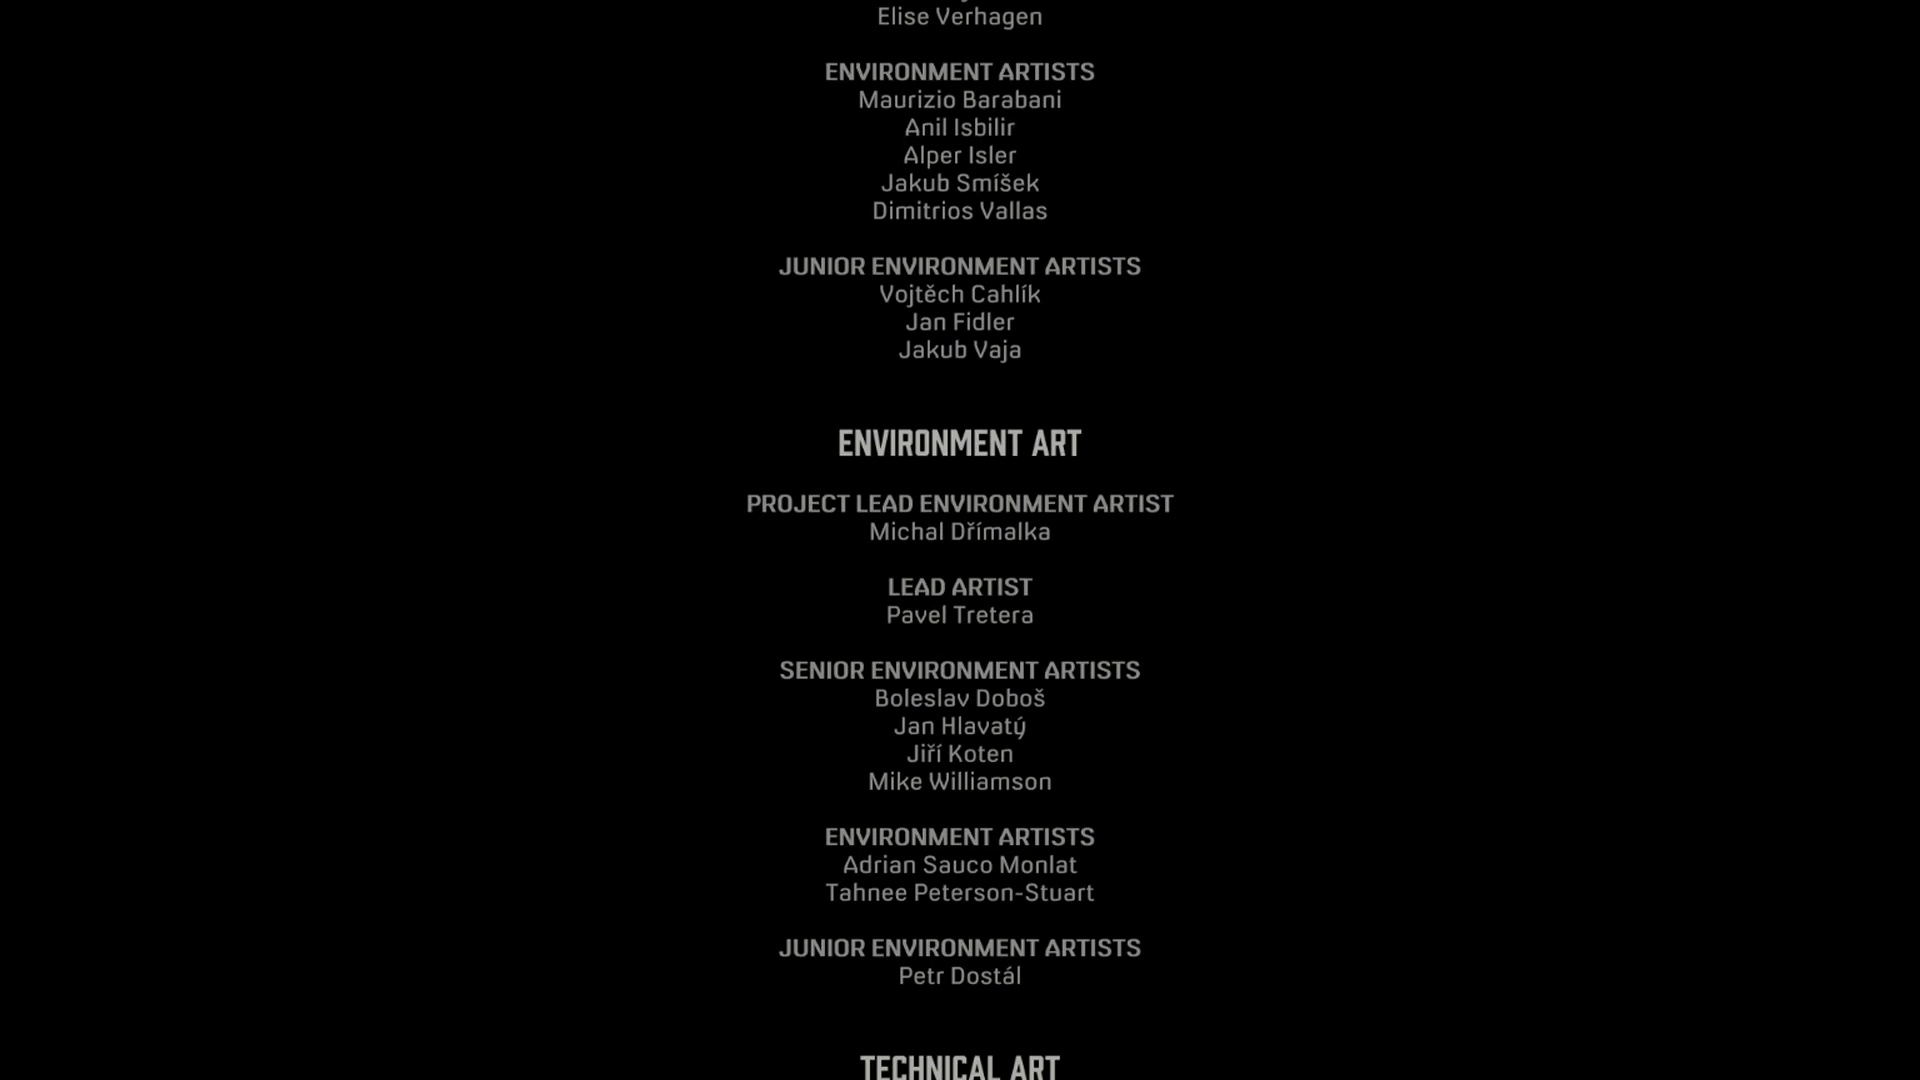 Elise Verhagen
ENVIRONMENT ARTISTS
Maurizio Barabani
Anil Isbilir
Alper Isler
Jakub Smíšek
Dimitrios Vallas
JUNIOR ENVIRONMENT ARTISTS
Vojtěch Cahlík
Jan Fidler
Jakub Vaja
ENVIRONMENT ART
PROJECT LEAD ENVIRONMENT ARTIST
Michal Dřímalka
LEAD ARTIST
Pavel Tretera
SENIOR ENVIRONMENT ARTISTS
Boleslav Doboš
Jan Hlavatý
Jiří Koten
Mike Williamson
ENVIRONMENT ARTISTS
Adrian Sauco Monlat
Tahnee Peterson-Stuart
JUNIOR ENVIRONMENT ARTISTS
Petr Dostál
TECHNICAL ART